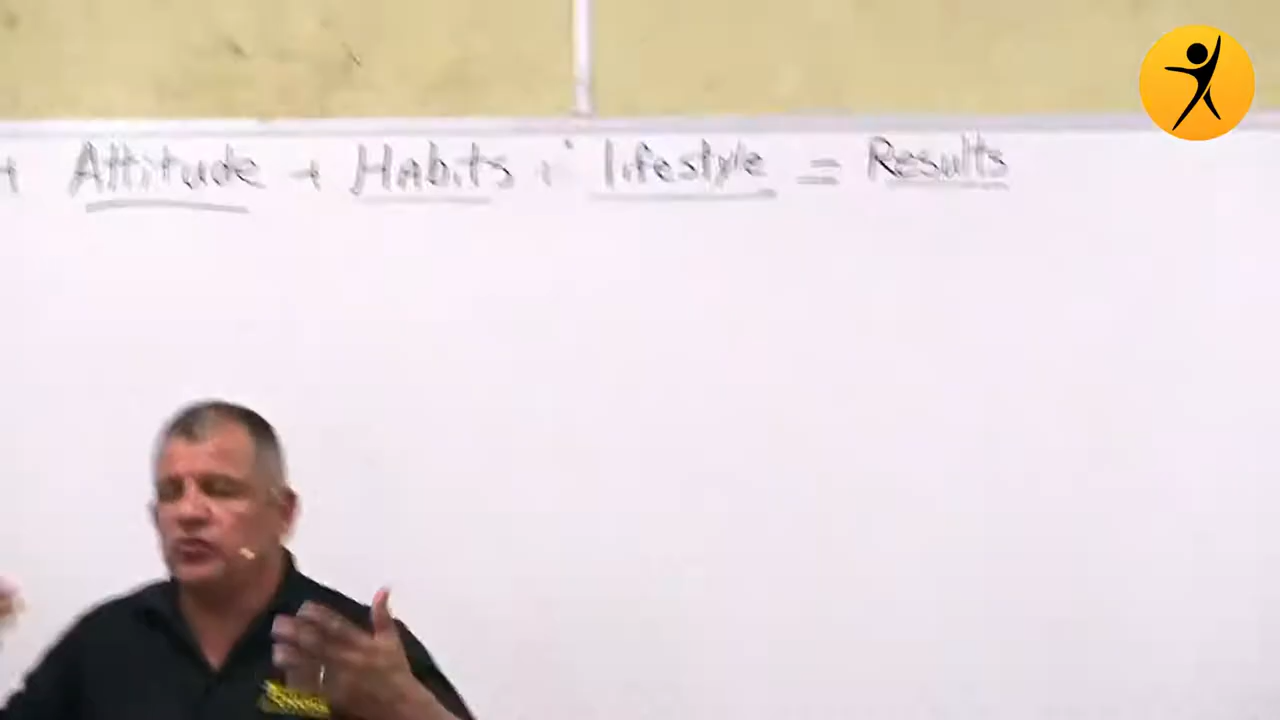 + Attitude + Habits + lifestyle = Results